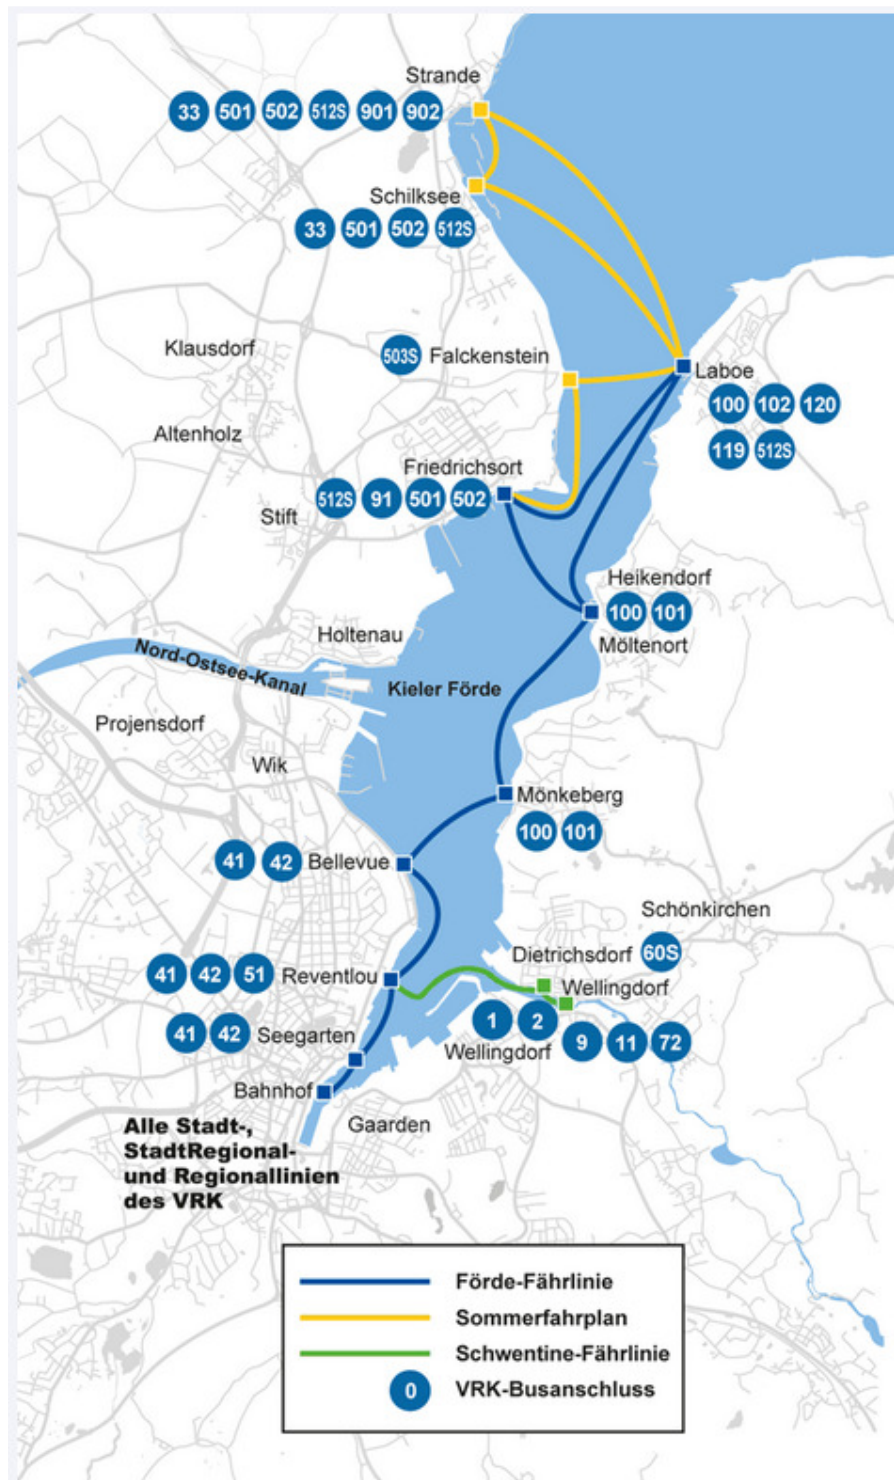 Strande
33 501 502 512S 901 902
Schilksee
33 501 502 512S
Klausdorf
503S Falckenstein
Laboe
100 102 120
119 512S
Altenholz
Friedrichsort
512S 91 501 502
Stift
Heikendorf
100 101
Möltenort
Holtenau
Nord-Ostsee-Kanal
Kieler Förde
Projensdorf
Wik
Mönkeberg
100 101
41 42 Bellevue
Schönkirchen
Dietrichsdorf 60S
41 42 51 Reventlou
Wellingdorf
1 2
41 42 Seegarten
Wellingdorf
9 11 72
Bahnhof
Gaarden
Alle Stadt-,
StadtRegional-
und Regionallinien
des VRK
Förde-Fährlinie
Sommerfahrplan
Schwentine-Fährlinie
0 VRK-Busanschluss